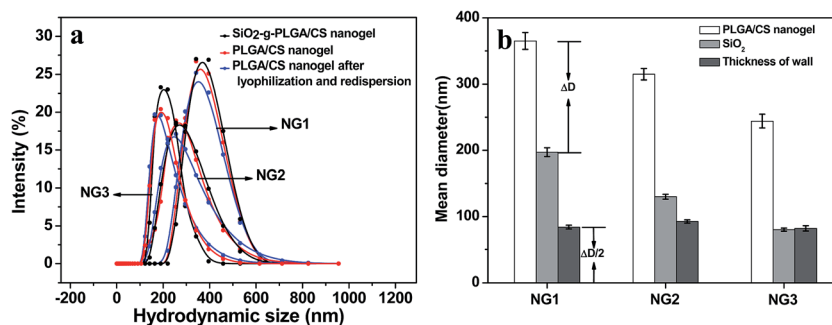 a
SiO2-g-PLGA/CS nanogel
PLGA/CS nanogel
PLGA/CS nanogel after
lyophilization and redispersion
NG1
NG2
NG3
30
25
20
15
10
5
0
Intensity (%)
-200 0 200 400 600 800 1000
Hydrodynamic size (nm)
b
PLGA/CS nanogel
SiO₂
Thickness of wall
ΔD
ΔD/2
400
300
200
100
0
Mean diameter(nm)
NG1 NG2 NG3